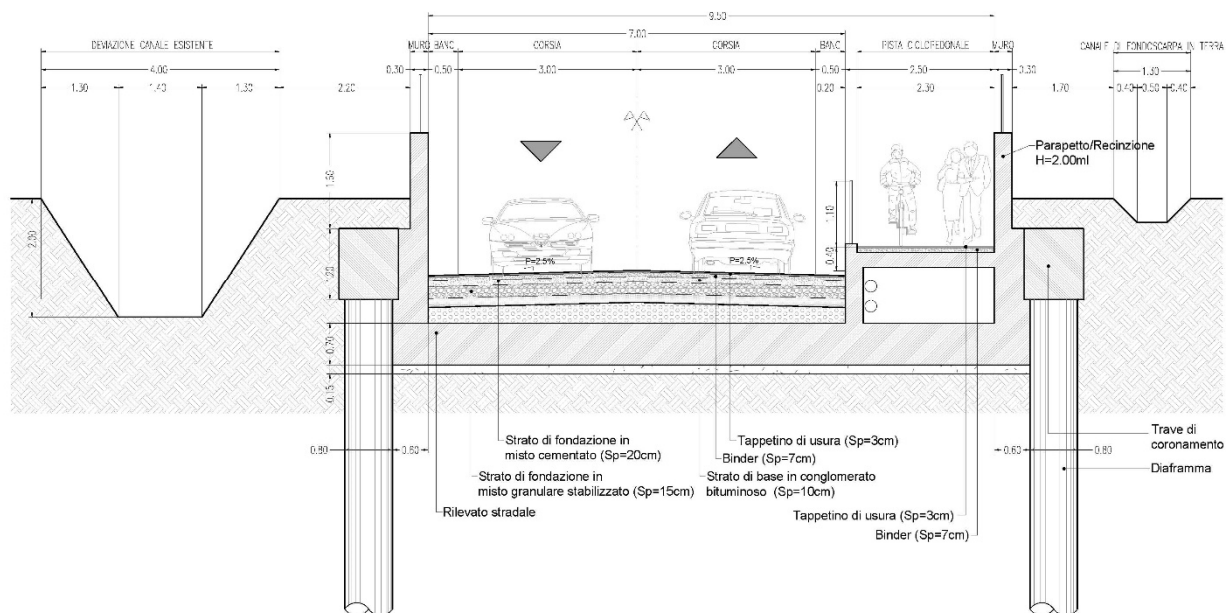 9.50
DEVIAZIONE CANALE ESISTENTE
MURO BANC
7.00
CORSIA
CORSIA
BANC
PISTA CICLOPEDONALE
MURO
CANALE DI FONDOSCARPA IN TERRA
4.00
0.30
0.50
3.00
3.00
0.50
2.50
0.30
1.30
1.30
1.40
1.30
2.20
0.20
2.30
1.70
0.40
0.50
0.40
Parapetto/Recinzione
H=2.00ml
1.10
0.40
P=2.5%
P=2.5%
1.20
0.70
0.15
Strato di fondazione in
misto cementato (Sp=20cm)
Strato di fondazione in
misto granulare stabilizzato (Sp=15cm)
Rilevato stradale
Tappetino di usura (Sp=3cm)
Binder (Sp=7cm)
Strato di base in conglomerato
bituminoso (Sp=10cm)
Tappetino di usura (Sp=3cm)
Binder (Sp=7cm)
0.80
0.60
0.60
0.80
Trave di
coronamento
Diaframma